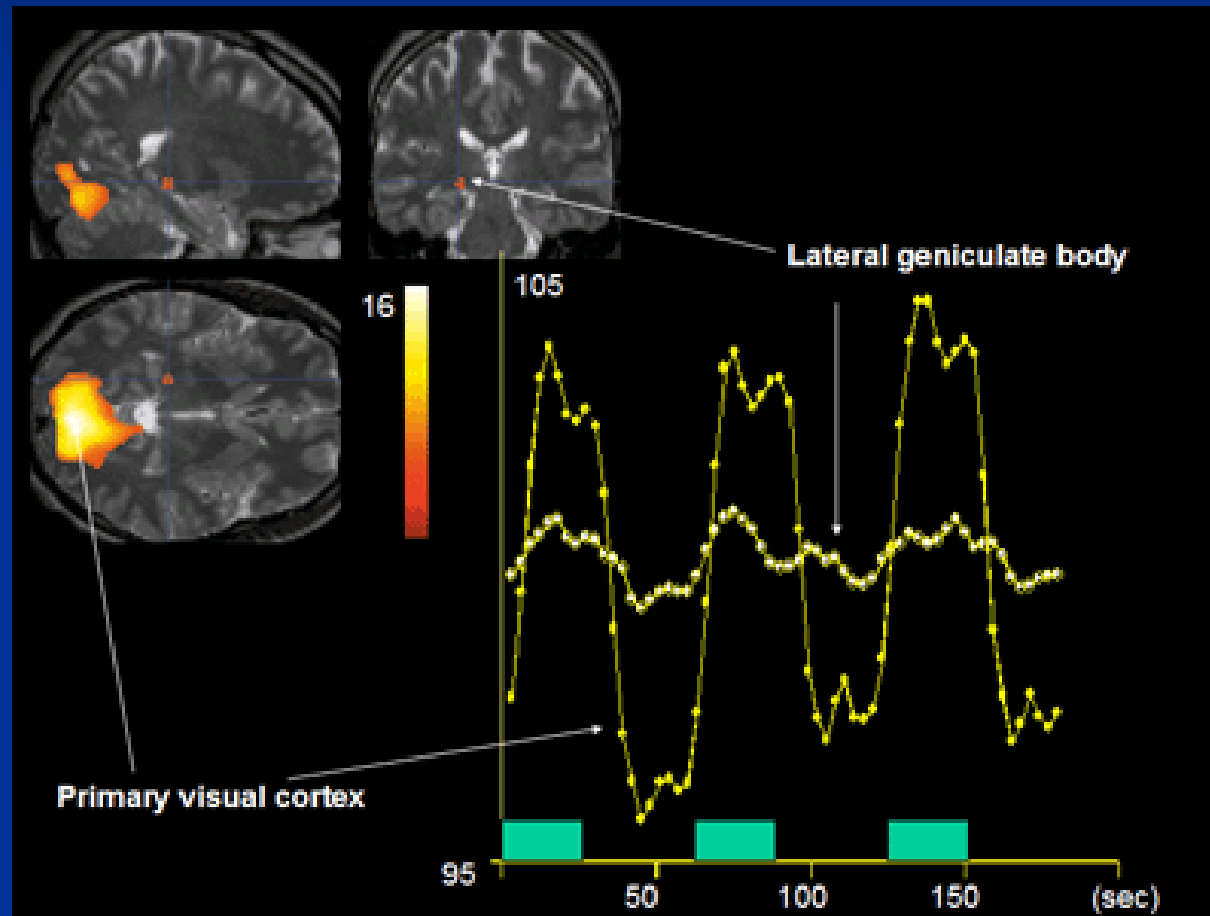 Lateral geniculate body
16
105
Primary visual cortex
95
50 100 150 (sec)